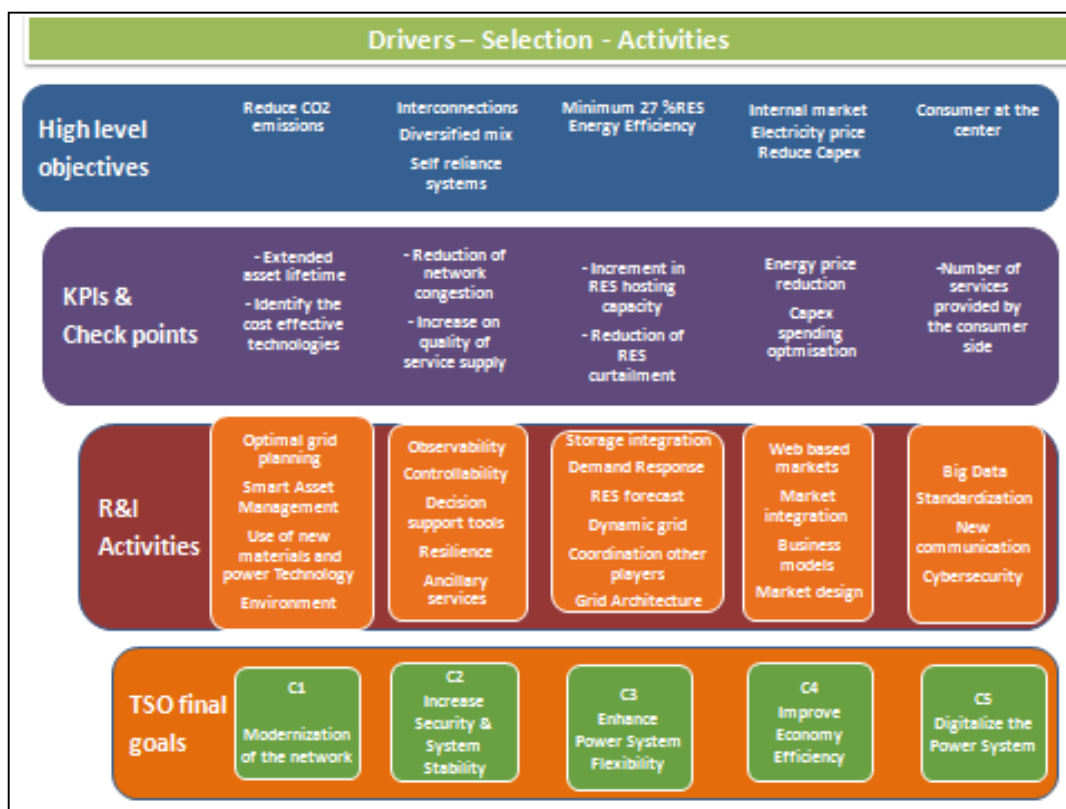 Drivers – Selection - Activities
High level
objectives
Reduce CO2
emissions
Interconnections
Diversified mix
Self reliance
systems
Minimum 27 %RES
Energy Efficiency
Internal market
Electricity price
Reduce Capex
Consumer at the
center
KPIs &
Check points
- Extended
asset lifetime
- Identify the
cost effective
technologies
- Reduction of
network
congestion
- Increase on
quality of
service supply
- Increment in
RES hosting
capacity
- Reduction of
RES
curtailment
Energy price
reduction
Capex
spending
optmisation
-Number of
services
provided by
the consumer
side
R&I
Activities
Optimal grid
planning
Smart Asset
Management
Use of new
materials and
power Technology
Environment
Observability
Controllability
Decision
support tools
Resilience
Ancillary
services
Storage integration
Demand Response
RES forecast
Dynamic grid
Coordination other
players
Grid Architecture
Web based
markets
Market
integration
Business
models
Market design
Big Data
Standardization
New
communication
Cybersecurity
TSO final
goals
C1
Modernization
of the network
C2
Increase
Security &
System
Stability
C3
Enhance
Power System
Flexibility
C4
Improve
Economy
Efficiency
C5
Digitalize the
Power System